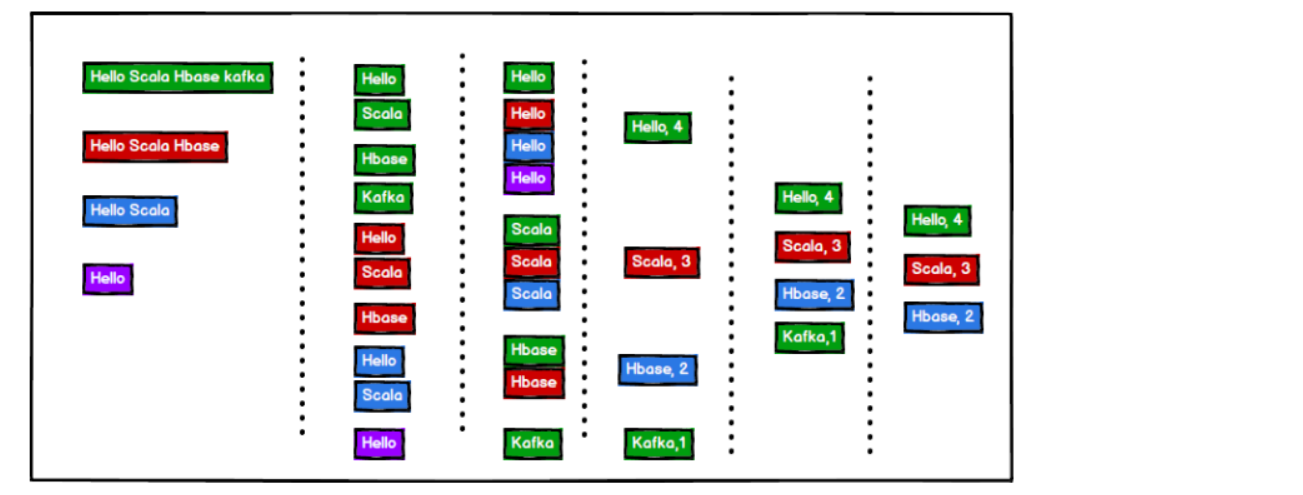 Hello Scala Hbase kafka
Hello Scala Hbase
Hello Scala
Hello
Hello
Scala
Hbase
Kafka
Hello
Scala
Hbase
Hello
Scala
Hello
Hello
Hello
Hello
Hello
Scala
Scala
Scala
Hbase
Hbase
Kafka
Hello, 4
Scala, 3
Hbase, 2
Kafka,1
Hello, 4
Scala, 3
Hbase, 2
Kafka,1
Hello, 4
Scala, 3
Hbase, 2